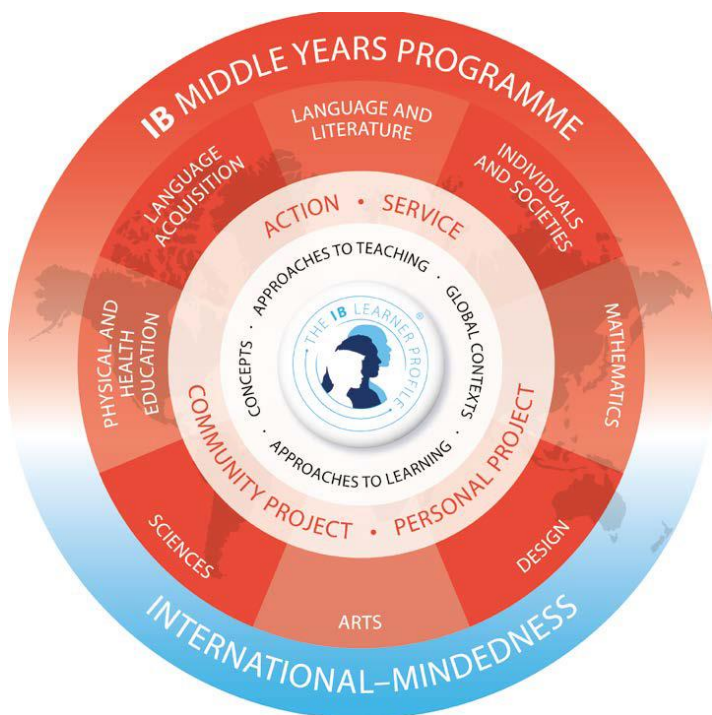 IB MIDDLE YEARS PROGRAMME
LANGUAGE AND
LITERATURE
LANGUAGE
ACQUISITION
INDIVIDUALS
AND SOCIETIES
PHYSICAL AND
HEALTH
EDUCATION
MATHEMATICS
SCIENCES
ARTS
DESIGN
ACTION • SERVICE
COMMUNITY PROJECT • PERSONAL PROJECT
APPROACHES TO TEACHING · GLOBAL CONTEXTS ·
CONCEPTS · APPROACHES TO LEARNING ·
THE IB LEARNER PROFILE ®
INTERNATIONAL–MINDEDNESS